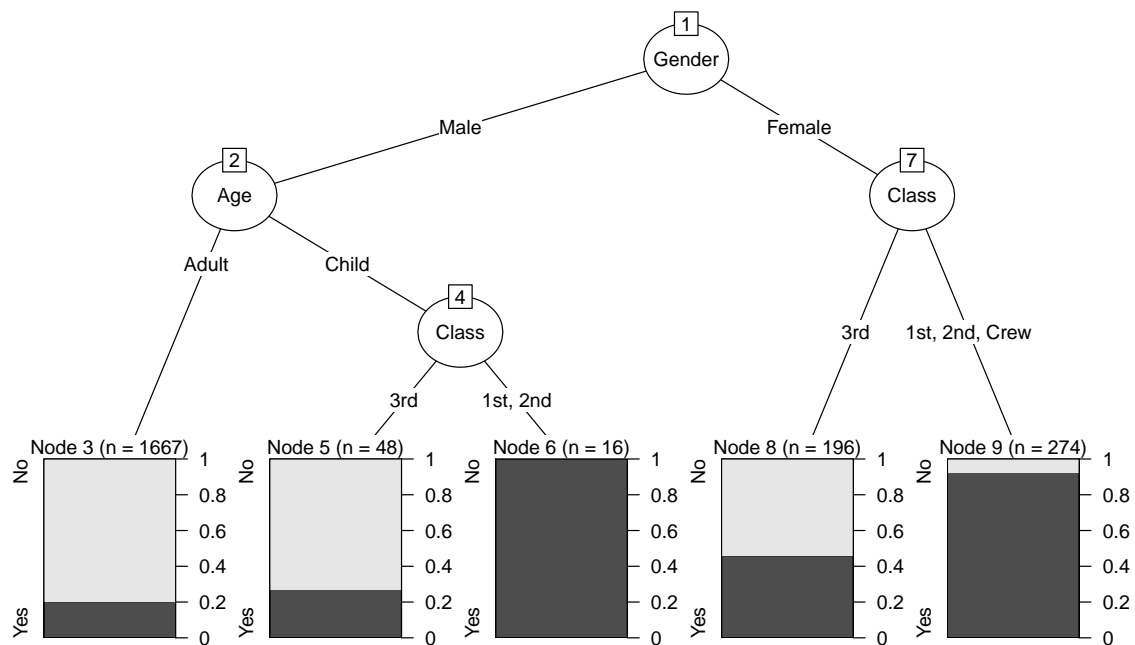 1
Gender
Male
Female
2
Age
7
Class
Adult
Child
4
Class
3rd
1st, 2nd, Crew
3rd
1st, 2nd
Node 3 (n = 1667)
Yes
No
0
0.2
0.4
0.6
0.8
1
Node 5 (n = 48)
Yes
No
0
0.2
0.4
0.6
0.8
1
Node 6 (n = 16)
Yes
No
0
0.2
0.4
0.6
0.8
1
Node 8 (n = 196)
Yes
No
0
0.2
0.4
0.6
0.8
1
Node 9 (n = 274)
Yes
No
0
0.2
0.4
0.6
0.8
1